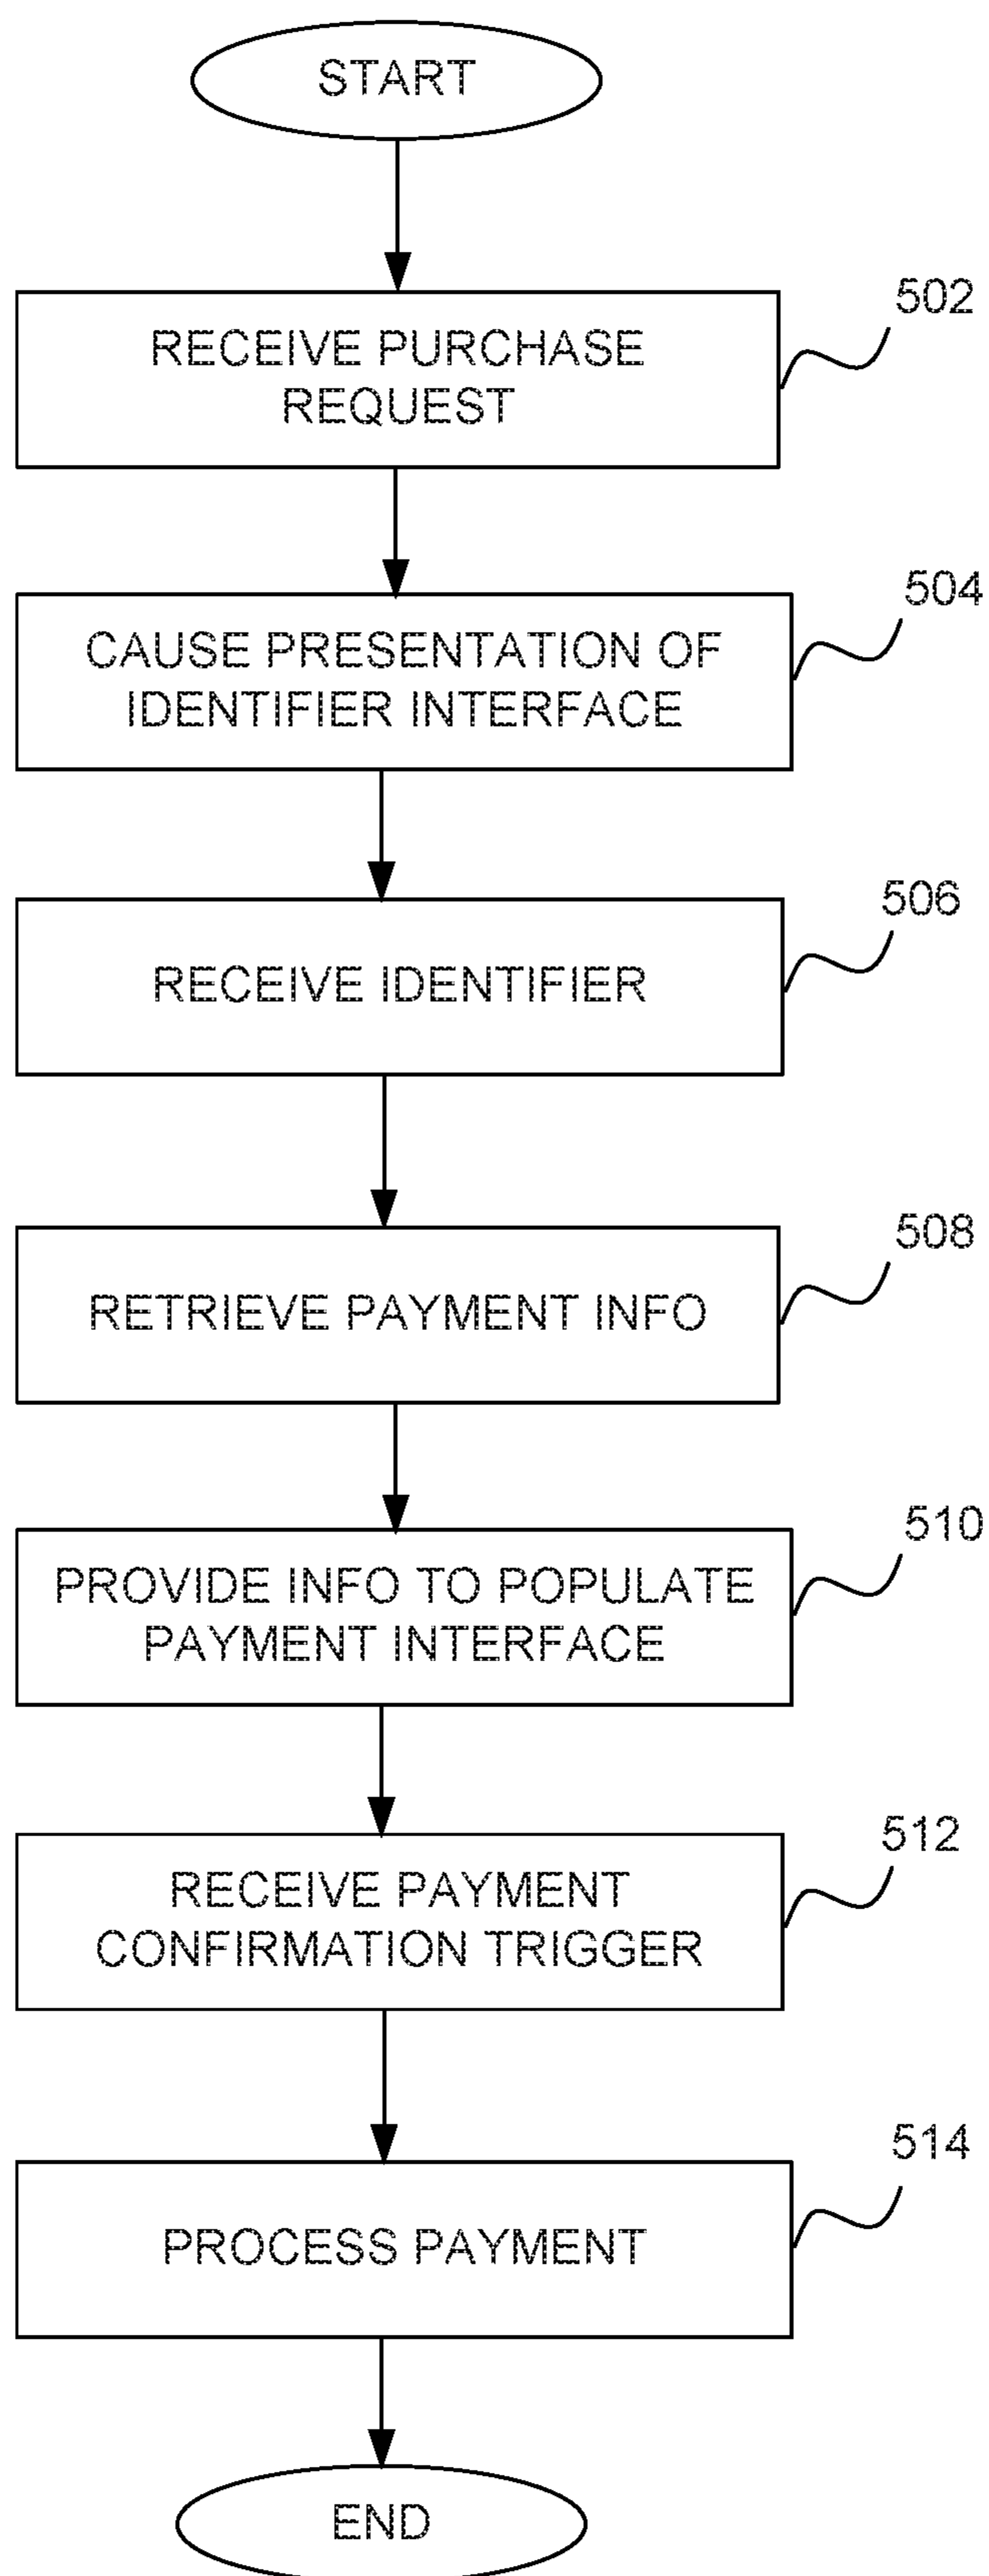 START
502
RECEIVE PURCHASE
REQUEST
504
CAUSE PRESENTATION OF
IDENTIFIER INTERFACE
506
RECEIVE IDENTIFIER
508
RETRIEVE PAYMENT INFO
510
PROVIDE INFO TO POPULATE
PAYMENT INTERFACE
512
RECEIVE PAYMENT
CONFIRMATION TRIGGER
514
PROCESS PAYMENT
END